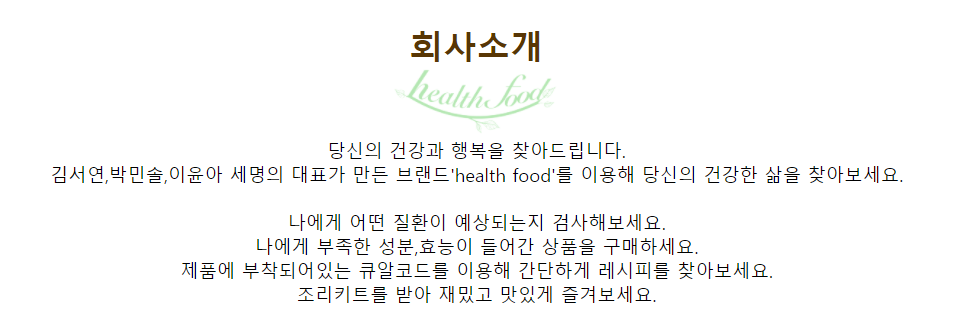 회사소개
health food
당신의 건강과 행복을 찾아드립니다.
김서연,박민솔,이윤아 세명의 대표가 만든 브랜드'health food'를 이용해 당신의 건강한 삶을 찾아보세요.
나에게 어떤 질환이 예상되는지 검사해보세요.
나에게 부족한 성분,효능이 들어간 상품을 구매하세요.
제품에 부착되어있는 큐알코드를 이용해 간단하게 레시피를 찾아보세요.
조리키트를 받아 재밌고 맛있게 즐겨보세요.